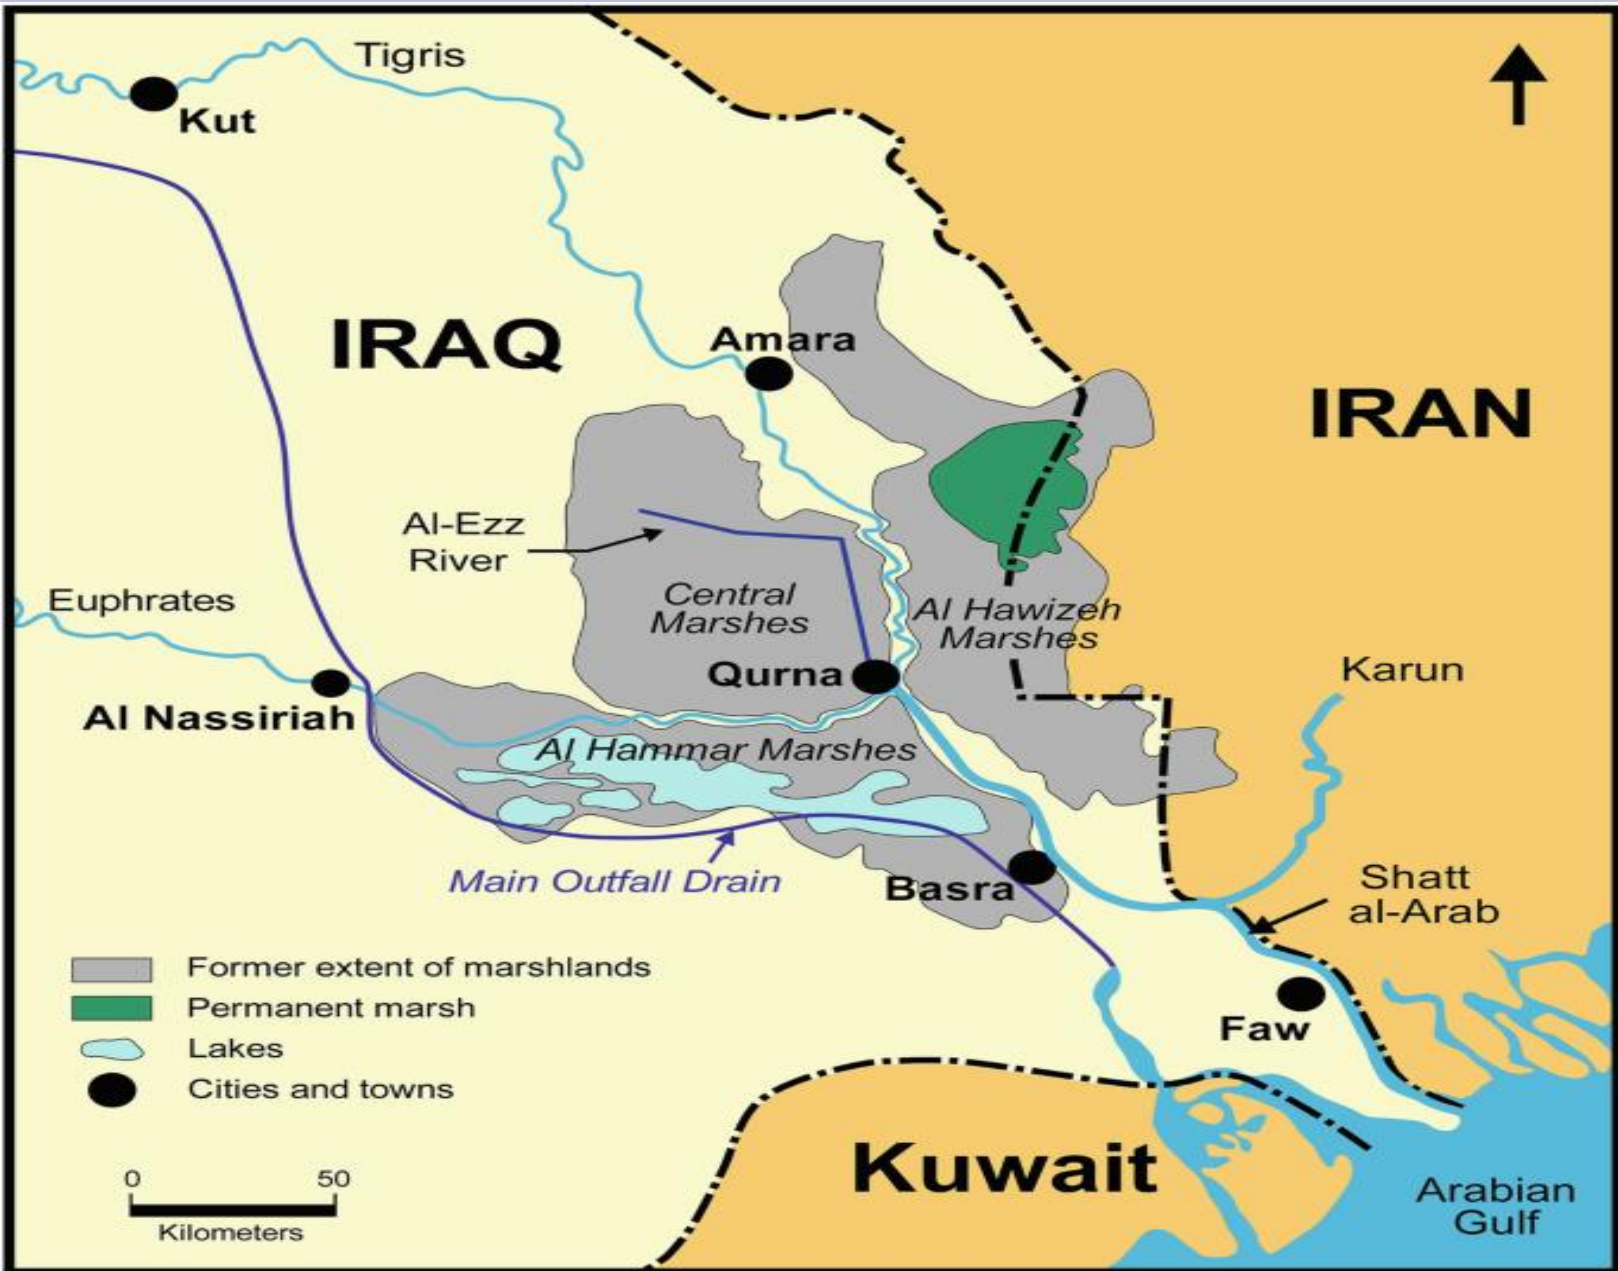 Tigris
Kut
IRAQ
Amara
IRAN
Al-Ezz
River
Central
Marshes
Al Hawizeh
Marshes
Euphrates
Qurna
Karun
Al Nassiriah
Al Hammar Marshes
Main Outfall Drain
Basra
Shatt
al-Arab
Faw
Former extent of marshlands
Permanent marsh
Lakes
Cities and towns
Kuwait
0 50
Kilometers
Arabian
Gulf